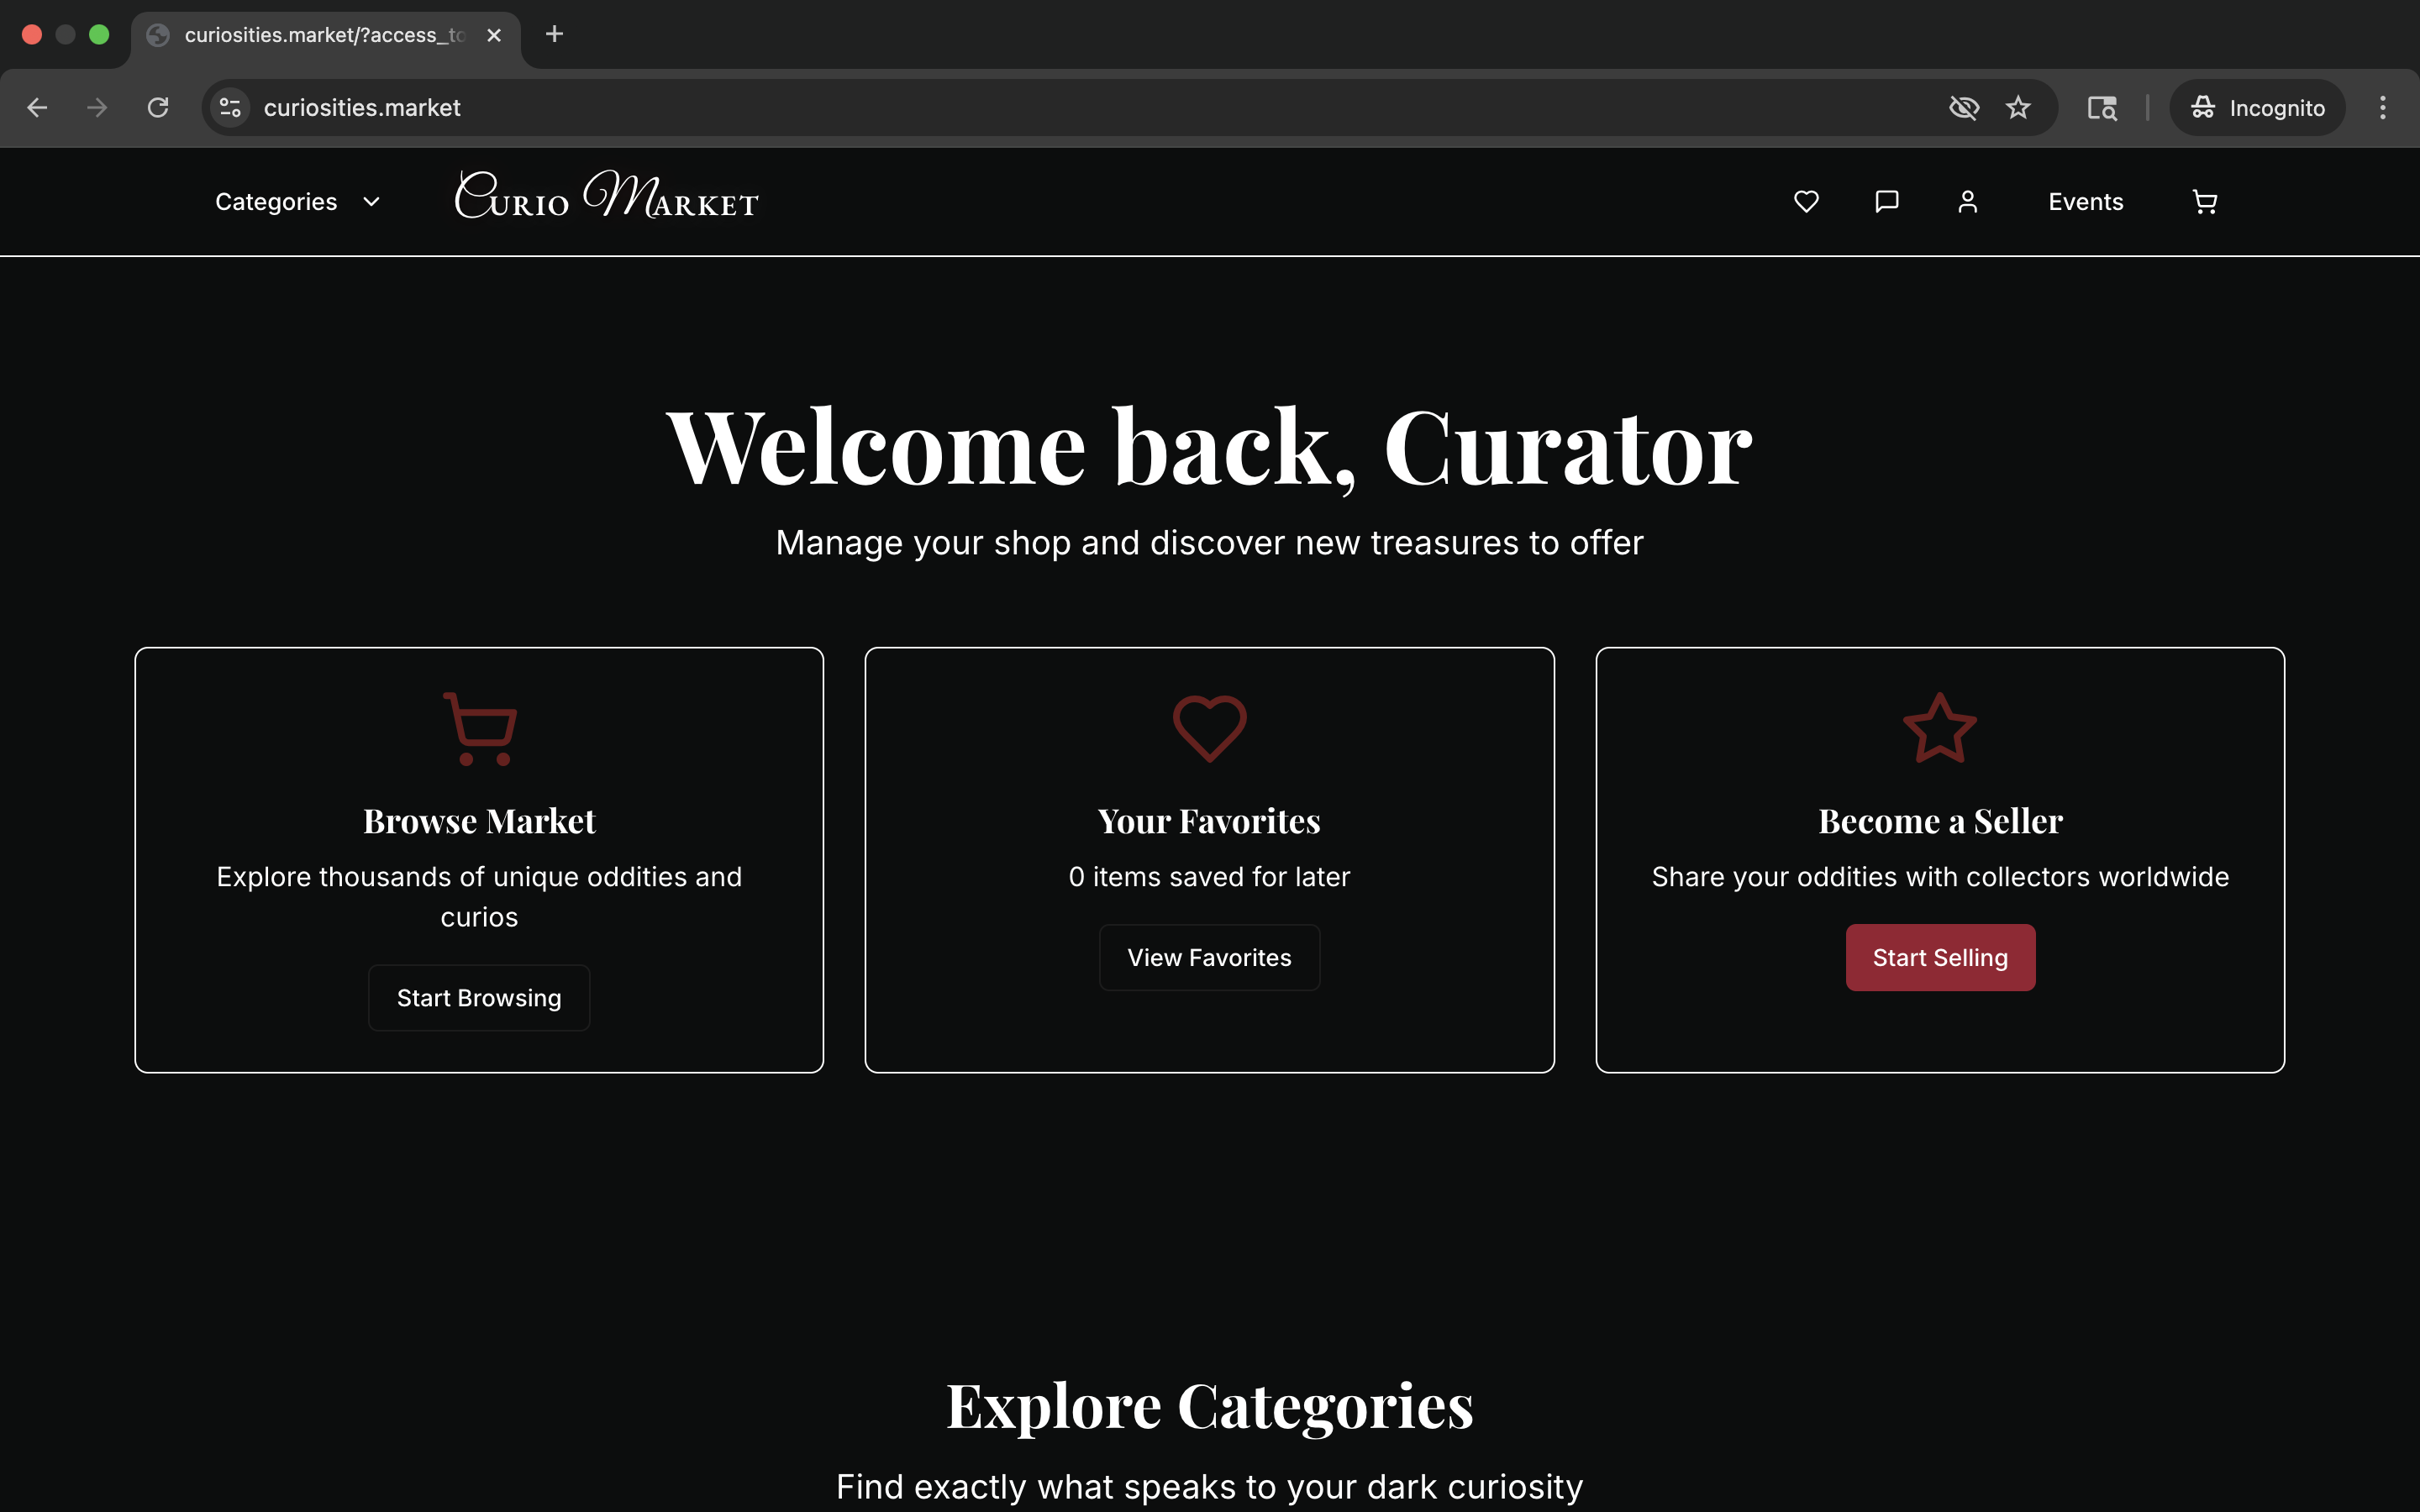 curiosities.market/?access_to
curiosities.market
Incognito
Categories
Curio Market
Events
Welcome back, Curator
Manage your shop and discover new treasures to offer
Browse Market
Explore thousands of unique oddities and
curios
Start Browsing
Your Favorites
0 items saved for later
View Favorites
Become a Seller
Share your oddities with collectors worldwide
Start Selling
Explore Categories
Find exactly what speaks to your dark curiosity